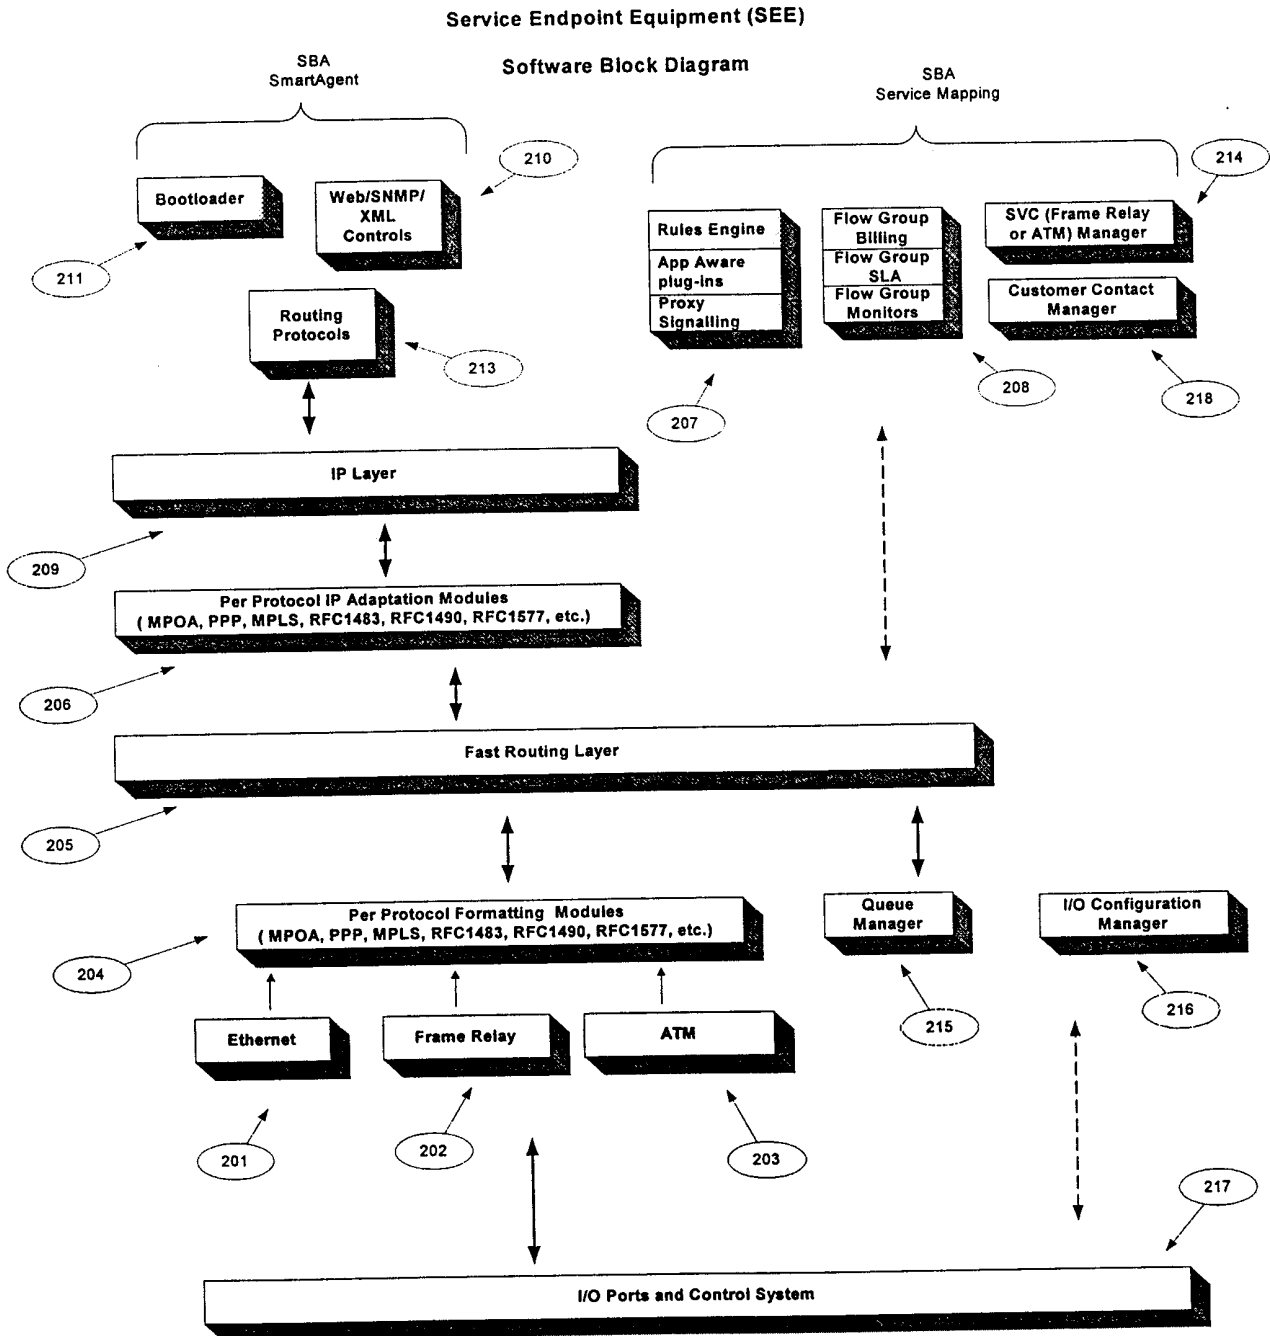 Service Endpoint Equipment (SEE)
Software Block Diagram
SBA
SmartAgent
SBA
Service Mapping
210
214
Bootloader
Web/SNMP/
XML
Controls
211
Rules Engine
App Aware
plug-ins
Proxy
Signalling
Flow Group
Billing
Flow Group
SLA
Flow Group
Monitors
SVC (Frame Relay
or ATM) Manager
Customer Contact
Manager
Routing
Protocols
213
207
208
218
IP Layer
209
Per Protocol IP Adaptation Modules
( MPOA, PPP, MPLS, RFC1483, RFC1490, RFC1577, etc.)
206
Fast Routing Layer
205
Per Protocol Formatting Modules
( MPOA, PPP, MPLS, RFC1483, RFC1490, RFC1577, etc.)
Queue
Manager
I/O Configuration
Manager
204
215
216
Ethernet
Frame Relay
ATM
201
202
203
217
I/O Ports and Control System